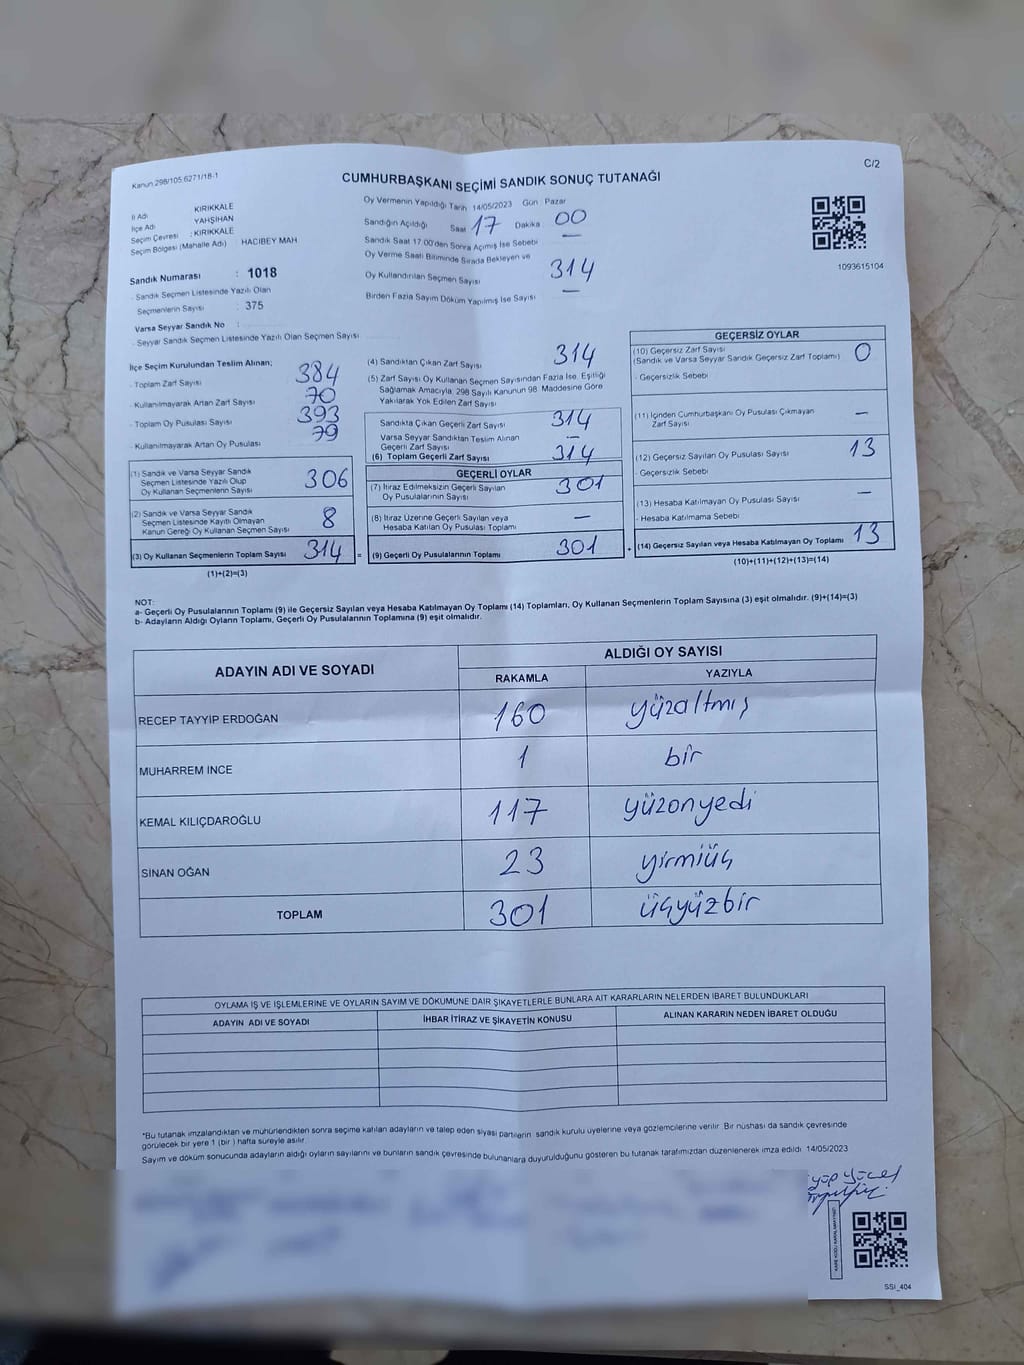 Kanun 298/105 6271/18-1
C/2
CUMHURBAŞKANI SEÇİMİ SANDIK SONUÇ TUTANAĞI
İl Adı KIRIKKALE
İlçe Adı YAHŞİHAN
Seçim Çevresi : KIRIKKALE
Seçim Bölgesi (Mahalle Adı) HACIBEY MAH
Sandık Numarası : 1018
- Sandık Seçmen Listesinde Yazılı Olan
Seçmenlerin Sayısı : 375
Varsa Seyyar Sandık No :
- Seyyar Sandık Seçmen Listesinde Yazılı Olan Seçmen Sayısı
Oy Vermenin Yapıldığı Tarih 14/05/2023 Gün Pazar
Sandığın Açıldığı Saat 17 Dakika 00
Sandık Saat 17.00'den Sonra Açılmış İse Sebebi —
Oy Verme Saati Bitiminde Sırada Bekleyen ve
Oy Kullandırılan Seçmen Sayısı 314
Birden Fazla Sayım Döküm Yapılmış İse Sayısı —
1093615104
İlçe Seçim Kurulundan Teslim Alınan;
- Toplam Zarf Sayısı 384
- Kullanılmayarak Artan Zarf Sayısı 70
- Toplam Oy Pusulası Sayısı 393
- Kullanılmayarak Artan Oy Pusulası 79
(1) Sandık ve Varsa Seyyar Sandık
Seçmen Listesinde Yazılı Olup
Oy Kullanan Seçmenlerin Sayısı 306
(2) Sandık ve Varsa Seyyar Sandık
Seçmen Listesinde Kayıtlı Olmayan
Kanun Gereği Oy Kullanan Seçmen Sayısı 8
(3) Oy Kullanan Seçmenlerin Toplam Sayısı 314 =
(1)+(2)=(3)
(4) Sandıktan Çıkan Zarf Sayısı 314
(5) Zarf Sayısı Oy Kullanan Seçmen Sayısından Fazla İse, Eşitliği
Sağlamak Amacıyla, 298 Sayılı Kanunun 98. Maddesine Göre
Yakılarak Yok Edilen Zarf Sayısı
Sandıkta Çıkan Geçerli Zarf Sayısı 314
Varsa Seyyar Sandıktan Teslim Alınan
Geçerli Zarf Sayısı —
(6) Toplam Geçerli Zarf Sayısı 314
GEÇERLİ OYLAR
(7) İtiraz Edilmeksizin Geçerli Sayılan
Oy Pusulalarının Sayısı 301
(8) İtiraz Üzerine Geçerli Sayılan veya
Hesaba Katılan Oy Pusulası Toplamı —
(9) Geçerli Oy Pusulalarının Toplamı 301 +
GEÇERSİZ OYLAR
(10) Geçersiz Zarf Sayısı
(Sandık ve Varsa Seyyar Sandık Geçersiz Zarf Toplamı) 0
- Geçersizlik Sebebi
(11) İçinden Cumhurbaşkanı Oy Pusulası Çıkmayan
Zarf Sayısı —
(12) Geçersiz Sayılan Oy Pusulası Sayısı 13
- Geçersizlik Sebebi
(13) Hesaba Katılmayan Oy Pusulası Sayısı —
- Hesaba Katılmama Sebebi
(14) Geçersiz Sayılan veya Hesaba Katılmayan Oy Toplamı 13
(10)+(11)+(12)+(13)=(14)
NOT:
a- Geçerli Oy Pusulalarının Toplamı (9) ile Geçersiz Sayılan veya Hesaba Katılmayan Oy Toplamı (14) Toplamları, Oy Kullanan Seçmenlerin Toplam Sayısına (3) eşit olmalıdır. (9)+(14)=(3)
b- Adayların Aldığı Oyların Toplamı, Geçerli Oy Pusulalarının Toplamına (9) eşit olmalıdır.
ADAYIN ADI VE SOYADI ALDIĞI OY SAYISI
RAKAMLA YAZIYLA
RECEP TAYYİP ERDOĞAN 160 yüzaltmış
MUHARREM İNCE 1 bir
KEMAL KILIÇDAROĞLU 117 yüzonyedi
SİNAN OĞAN 23 yirmiüç
TOPLAM 301 üçyüzbir
OYLAMA İŞ VE İŞLEMLERİNE VE OYLARIN SAYIM VE DÖKÜMÜNE DAİR ŞİKAYETLERLE BUNLARA AİT KARARLARIN NELERDEN İBARET BULUNDUKLARI
ADAYIN ADI VE SOYADI İHBAR İTİRAZ VE ŞİKAYETİN KONUSU ALINAN KARARIN NEDEN İBARET OLDUĞU
*Bu tutanak imzalandıktan ve mühürlendikten sonra seçime katılan adayların ve talep eden siyasi partilerin sandık kurulu üyelerine veya gözlemcilerine verilir. Bir nüshası da sandık çevresinde
görülecek bir yere 1 (bir) hafta süreyle asılır.
Sayım ve döküm sonucunda adayların aldığı oyların sayılarını ve bunların sandık çevresinde bulunanlara duyurulduğunu gösteren bu tutanak tarafımızdan düzenlenerek imza edildi. 14/05/2023
Yücel
SSİ_404